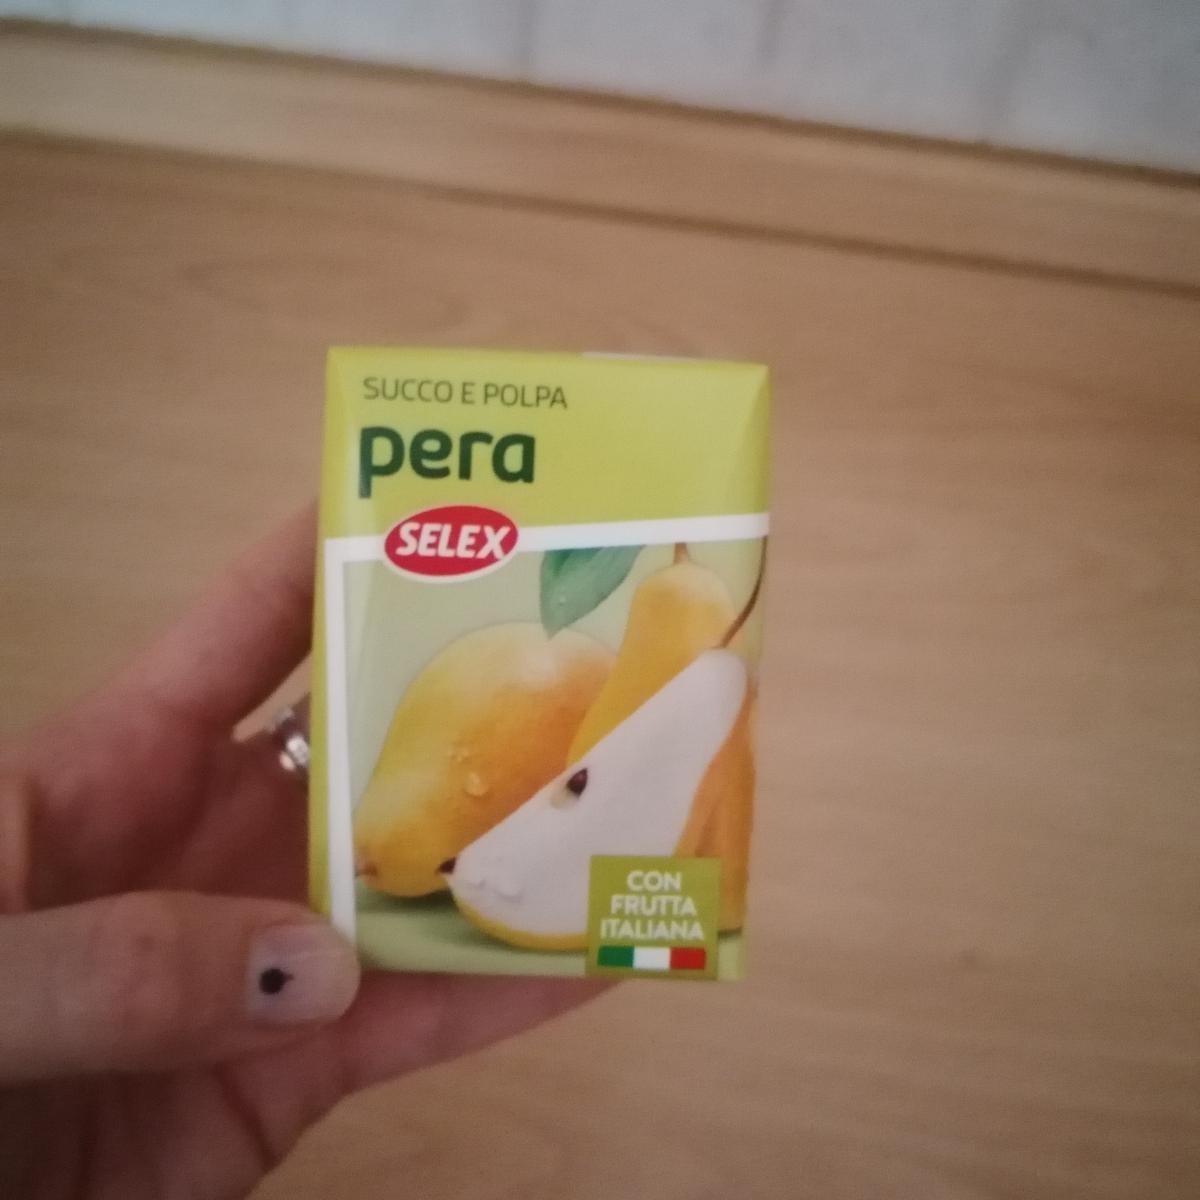 SUCCO E POLPA
pera
SELEX
CON
FRUTTA
ITALIANA